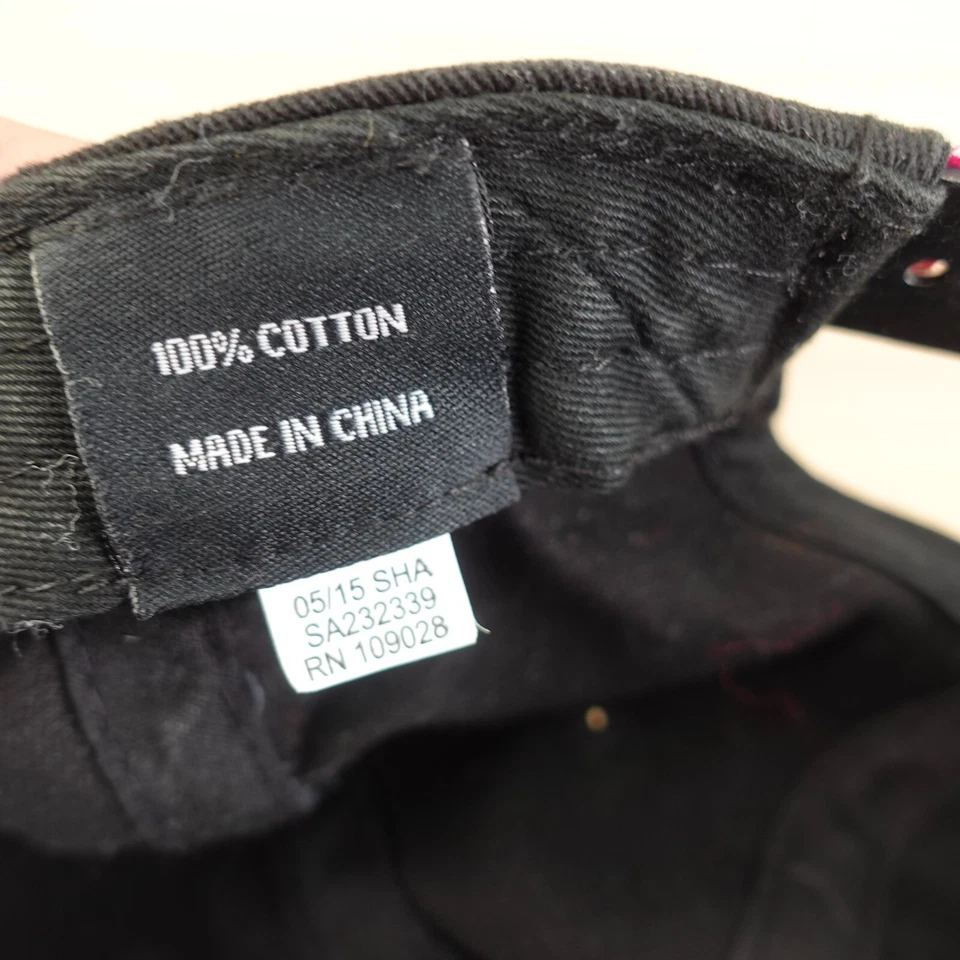 100% COTTON
MADE IN CHINA
05/15 SHA
SA232339
RN 109028